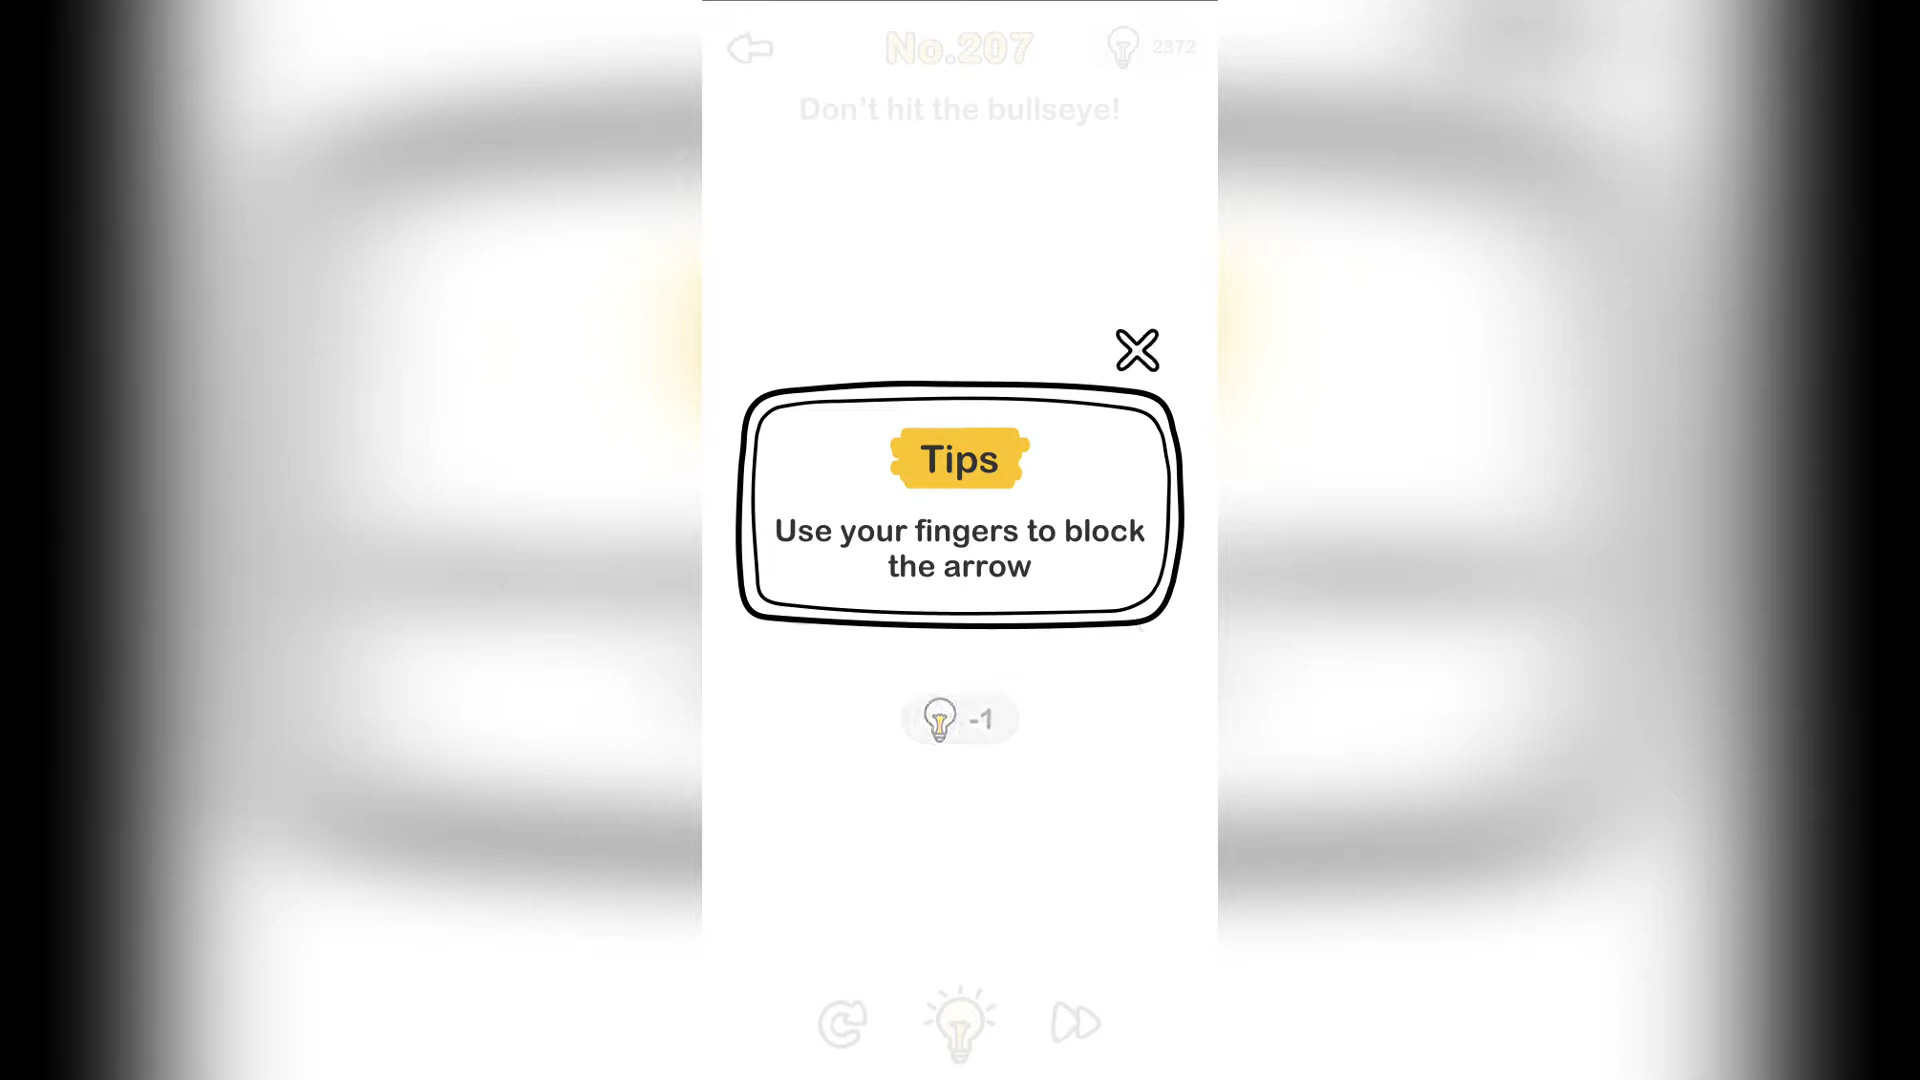 No.207
2372
Don't hit the bullseye!
Tips
Use your fingers to block
the arrow
-1